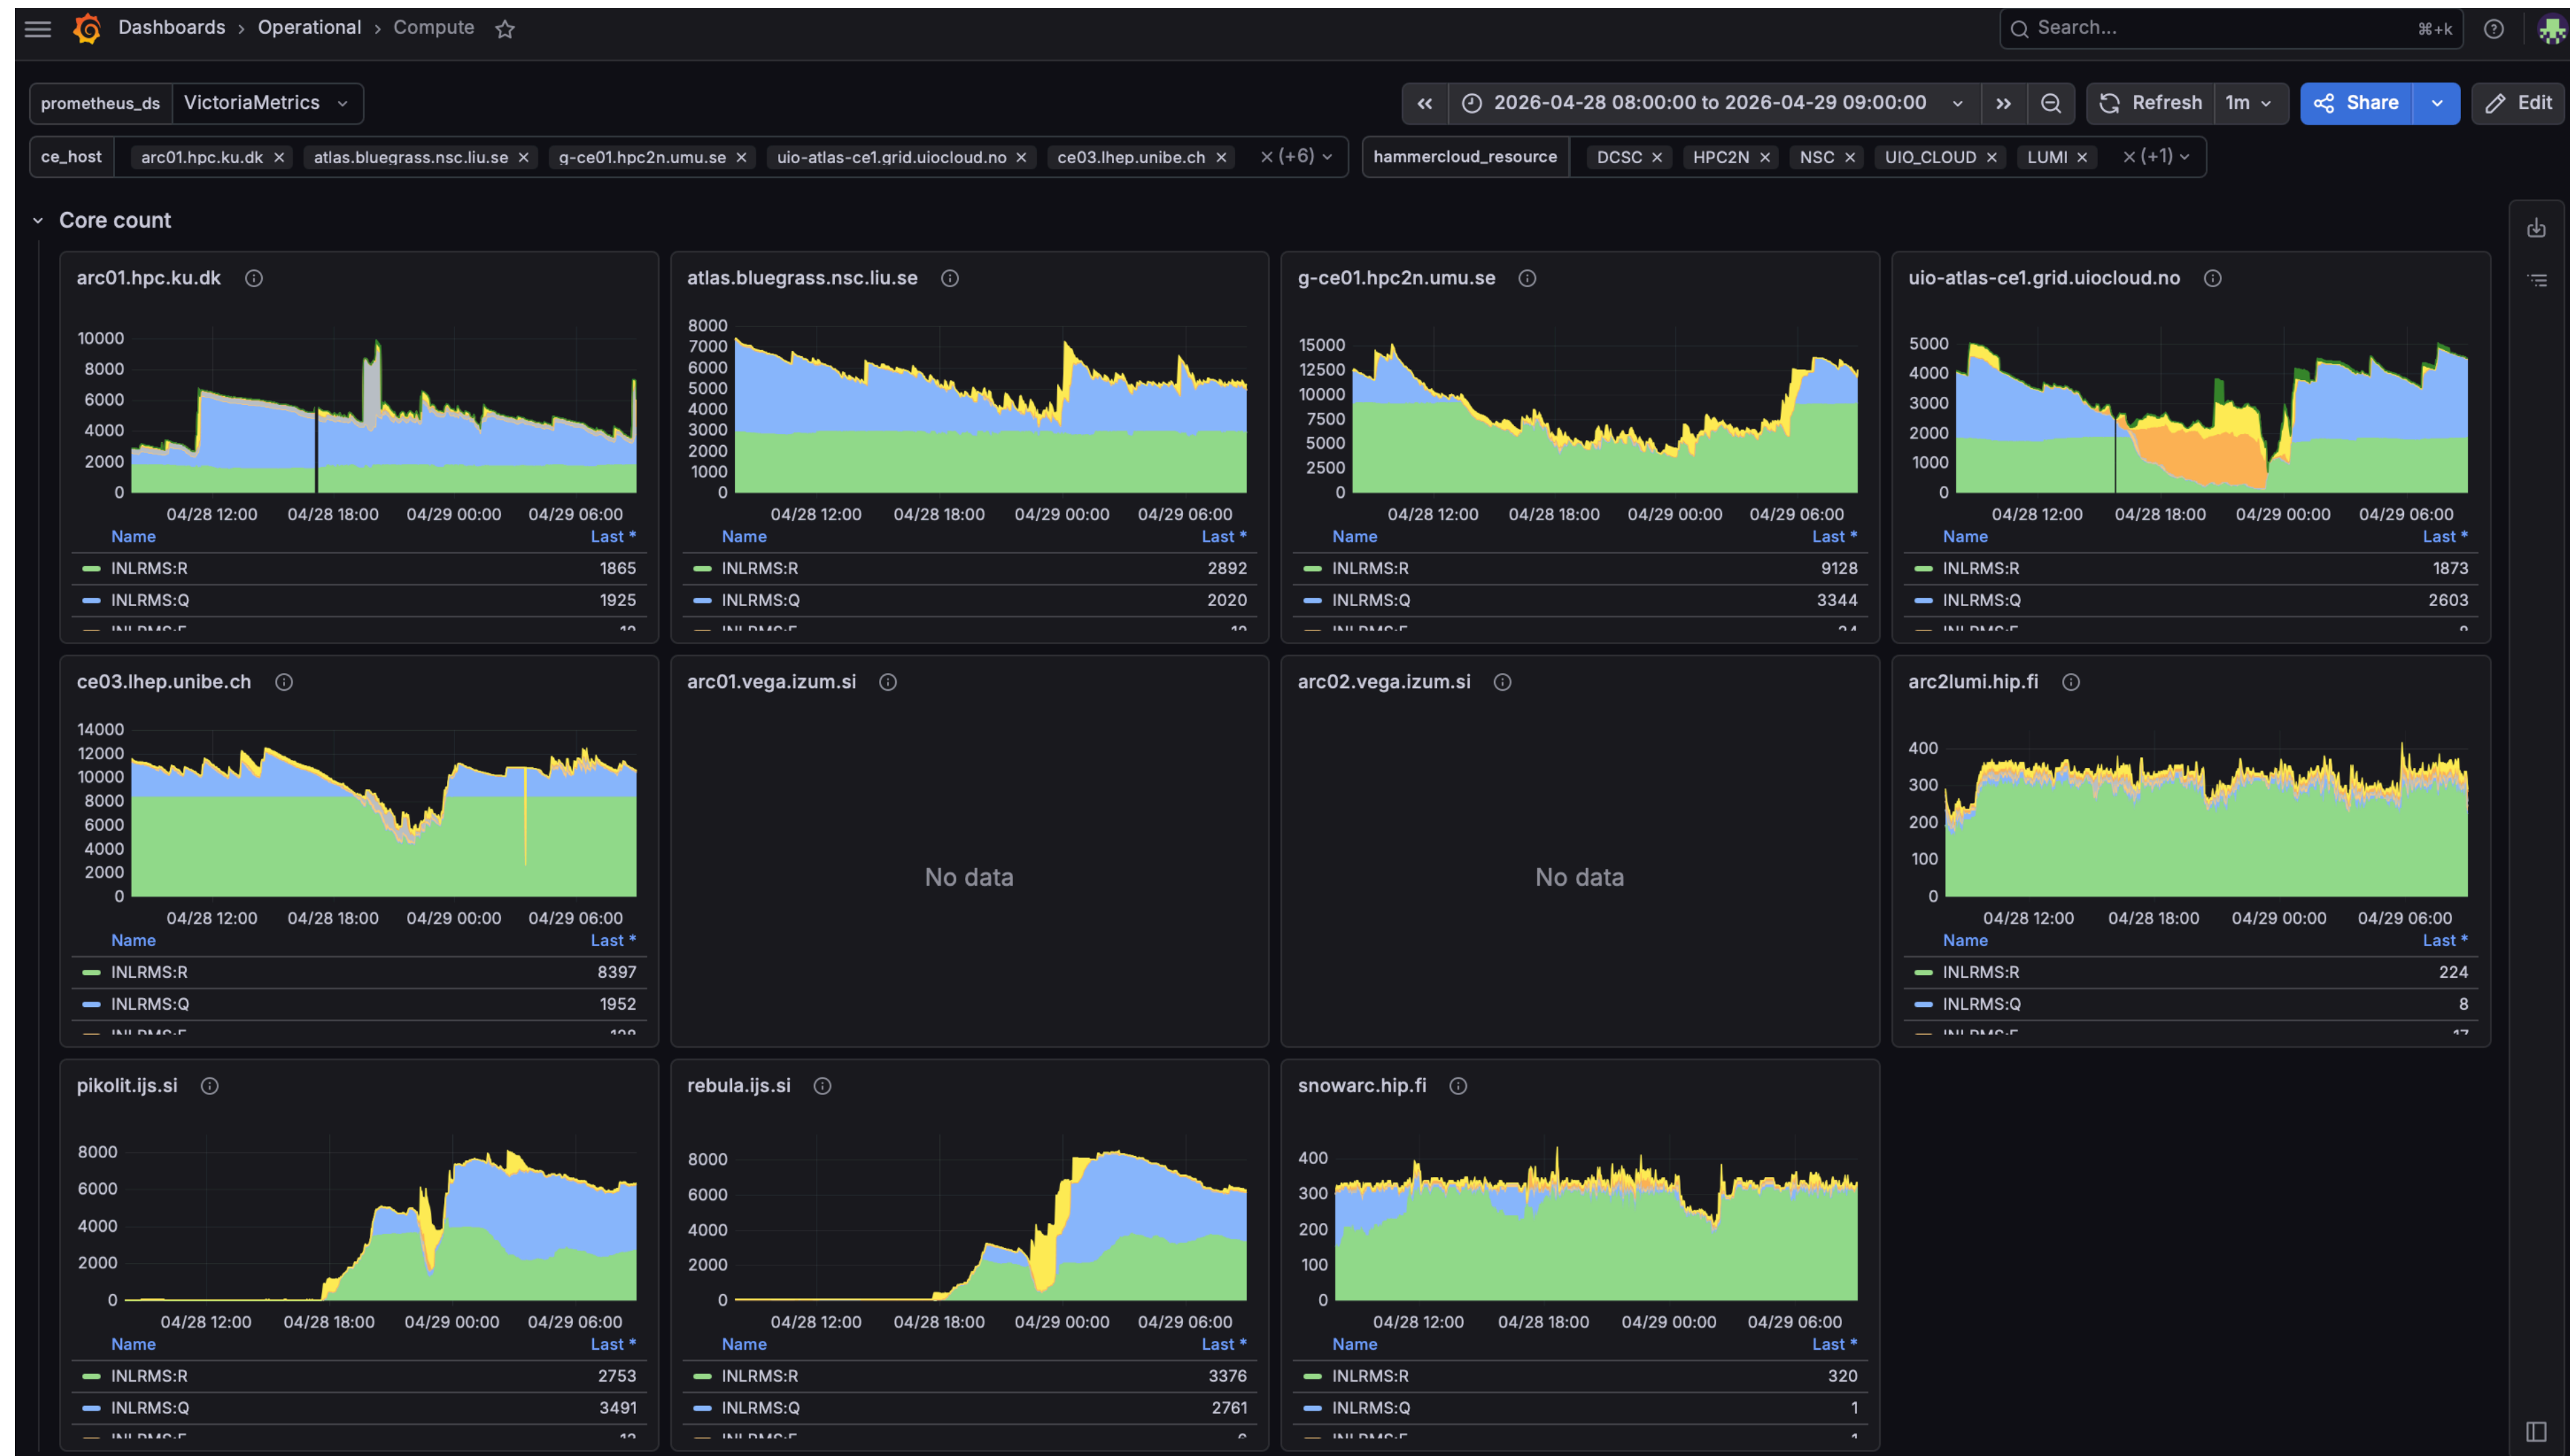 Dashboards › Operational › Compute
Search... ⌘+k
prometheus_ds VictoriaMetrics
2026-04-28 08:00:00 to 2026-04-29 09:00:00 Refresh 1m Share Edit
ce_host arc01.hpc.ku.dk × atlas.bluegrass.nsc.liu.se × g-ce01.hpc2n.umu.se × uio-atlas-ce1.grid.uiocloud.no × ce03.lhep.unibe.ch × × (+6)
hammercloud_resource DCSC × HPC2N × NSC × UIO_CLOUD × LUMI × × (+1)
Core count
arc01.hpc.ku.dk
10000
8000
6000
4000
2000
0
04/28 12:00 04/28 18:00 04/29 00:00 04/29 06:00
Name Last *
INLRMS:R 1865
INLRMS:Q 1925
atlas.bluegrass.nsc.liu.se
8000
7000
6000
5000
4000
3000
2000
1000
0
04/28 12:00 04/28 18:00 04/29 00:00 04/29 06:00
Name Last *
INLRMS:R 2892
INLRMS:Q 2020
g-ce01.hpc2n.umu.se
15000
12500
10000
7500
5000
2500
0
04/28 12:00 04/28 18:00 04/29 00:00 04/29 06:00
Name Last *
INLRMS:R 9128
INLRMS:Q 3344
uio-atlas-ce1.grid.uiocloud.no
5000
4000
3000
2000
1000
0
04/28 12:00 04/28 18:00 04/29 00:00 04/29 06:00
Name Last *
INLRMS:R 1873
INLRMS:Q 2603
ce03.lhep.unibe.ch
14000
12000
10000
8000
6000
4000
2000
0
04/28 12:00 04/28 18:00 04/29 00:00 04/29 06:00
Name Last *
INLRMS:R 8397
INLRMS:Q 1952
arc01.vega.izum.si
No data
arc02.vega.izum.si
No data
arc2lumi.hip.fi
400
300
200
100
0
04/28 12:00 04/28 18:00 04/29 00:00 04/29 06:00
Name Last *
INLRMS:R 224
INLRMS:Q 8
pikolit.ijs.si
8000
6000
4000
2000
0
04/28 12:00 04/28 18:00 04/29 00:00 04/29 06:00
Name Last *
INLRMS:R 2753
INLRMS:Q 3491
rebula.ijs.si
8000
6000
4000
2000
0
04/28 12:00 04/28 18:00 04/29 00:00 04/29 06:00
Name Last *
INLRMS:R 3376
INLRMS:Q 2761
snowarc.hip.fi
400
300
200
100
0
04/28 12:00 04/28 18:00 04/29 00:00 04/29 06:00
Name Last *
INLRMS:R 320
INLRMS:Q 1